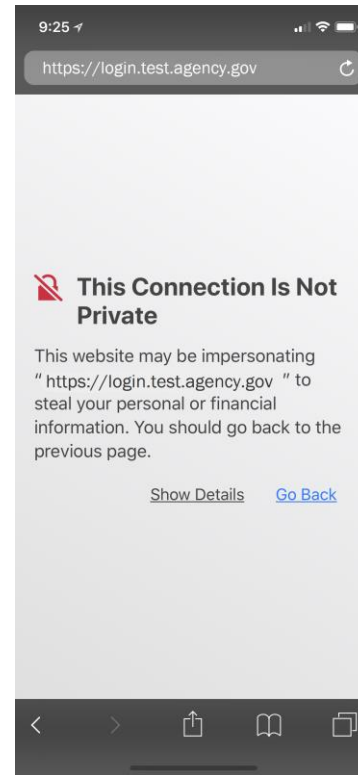 9:25
https://login.test.agency.gov
This Connection Is Not
Private
This website may be impersonating
" https://login.test.agency.gov " to
steal your personal or financial
information. You should go back to the
previous page.
Show Details Go Back